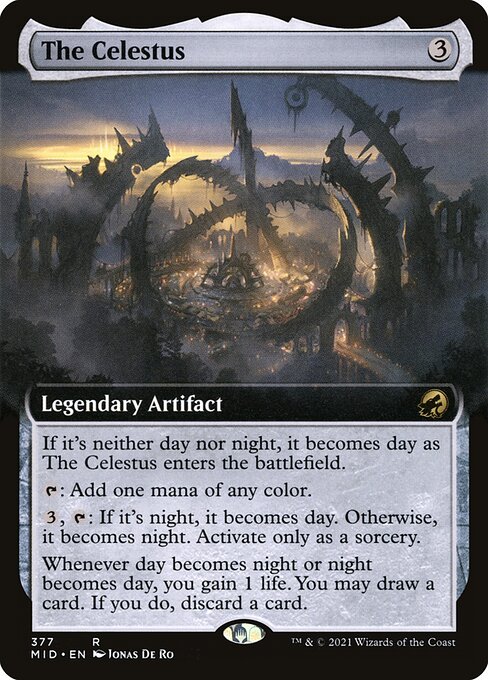 The Celestus 3
Legendary Artifact
If it's neither day nor night, it becomes day as
The Celestus enters the battlefield.
: Add one mana of any color.
3, : If it's night, it becomes day. Otherwise,
it becomes night. Activate only as a sorcery.
Whenever day becomes night or night
becomes day, you gain 1 life. You may draw a
card. If you do, discard a card.
377 R
MID • EN Jonas De Ro
™ & © 2021 Wizards of the Coast